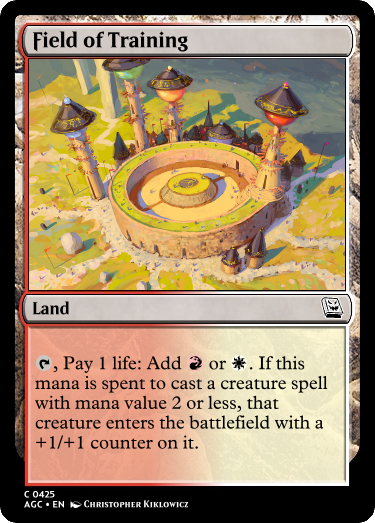 Field of Training
Land
, Pay 1 life: Add or . If this
mana is spent to cast a creature spell
with mana value 2 or less, that
creature enters the battlefield with a
+1/+1 counter on it.
C 0425
AGC • EN Christopher Kiklowicz